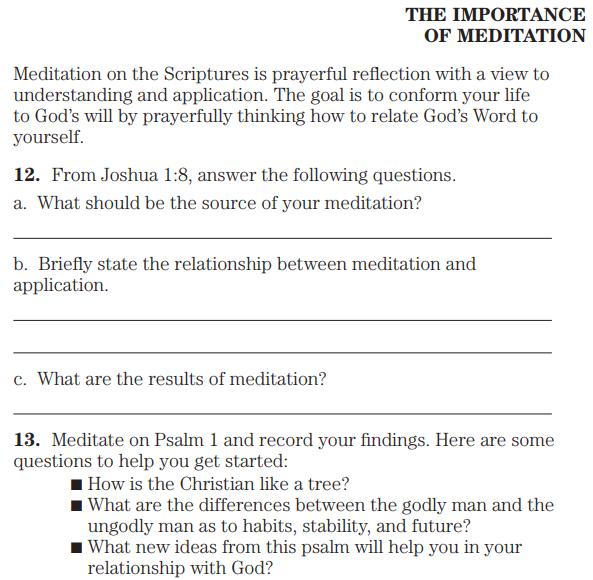 THE IMPORTANCE
OF MEDITATION
Meditation on the Scriptures is prayerful reflection with a view to
understanding and application. The goal is to conform your life
to God’s will by prayerfully thinking how to relate God’s Word to
yourself.
12. From Joshua 1:8, answer the following questions.
a. What should be the source of your meditation?
b. Briefly state the relationship between meditation and
application.
c. What are the results of meditation?
13. Meditate on Psalm 1 and record your findings. Here are some
questions to help you get started:
■ How is the Christian like a tree?
■ What are the differences between the godly man and the
ungodly man as to habits, stability, and future?
■ What new ideas from this psalm will help you in your
relationship with God?